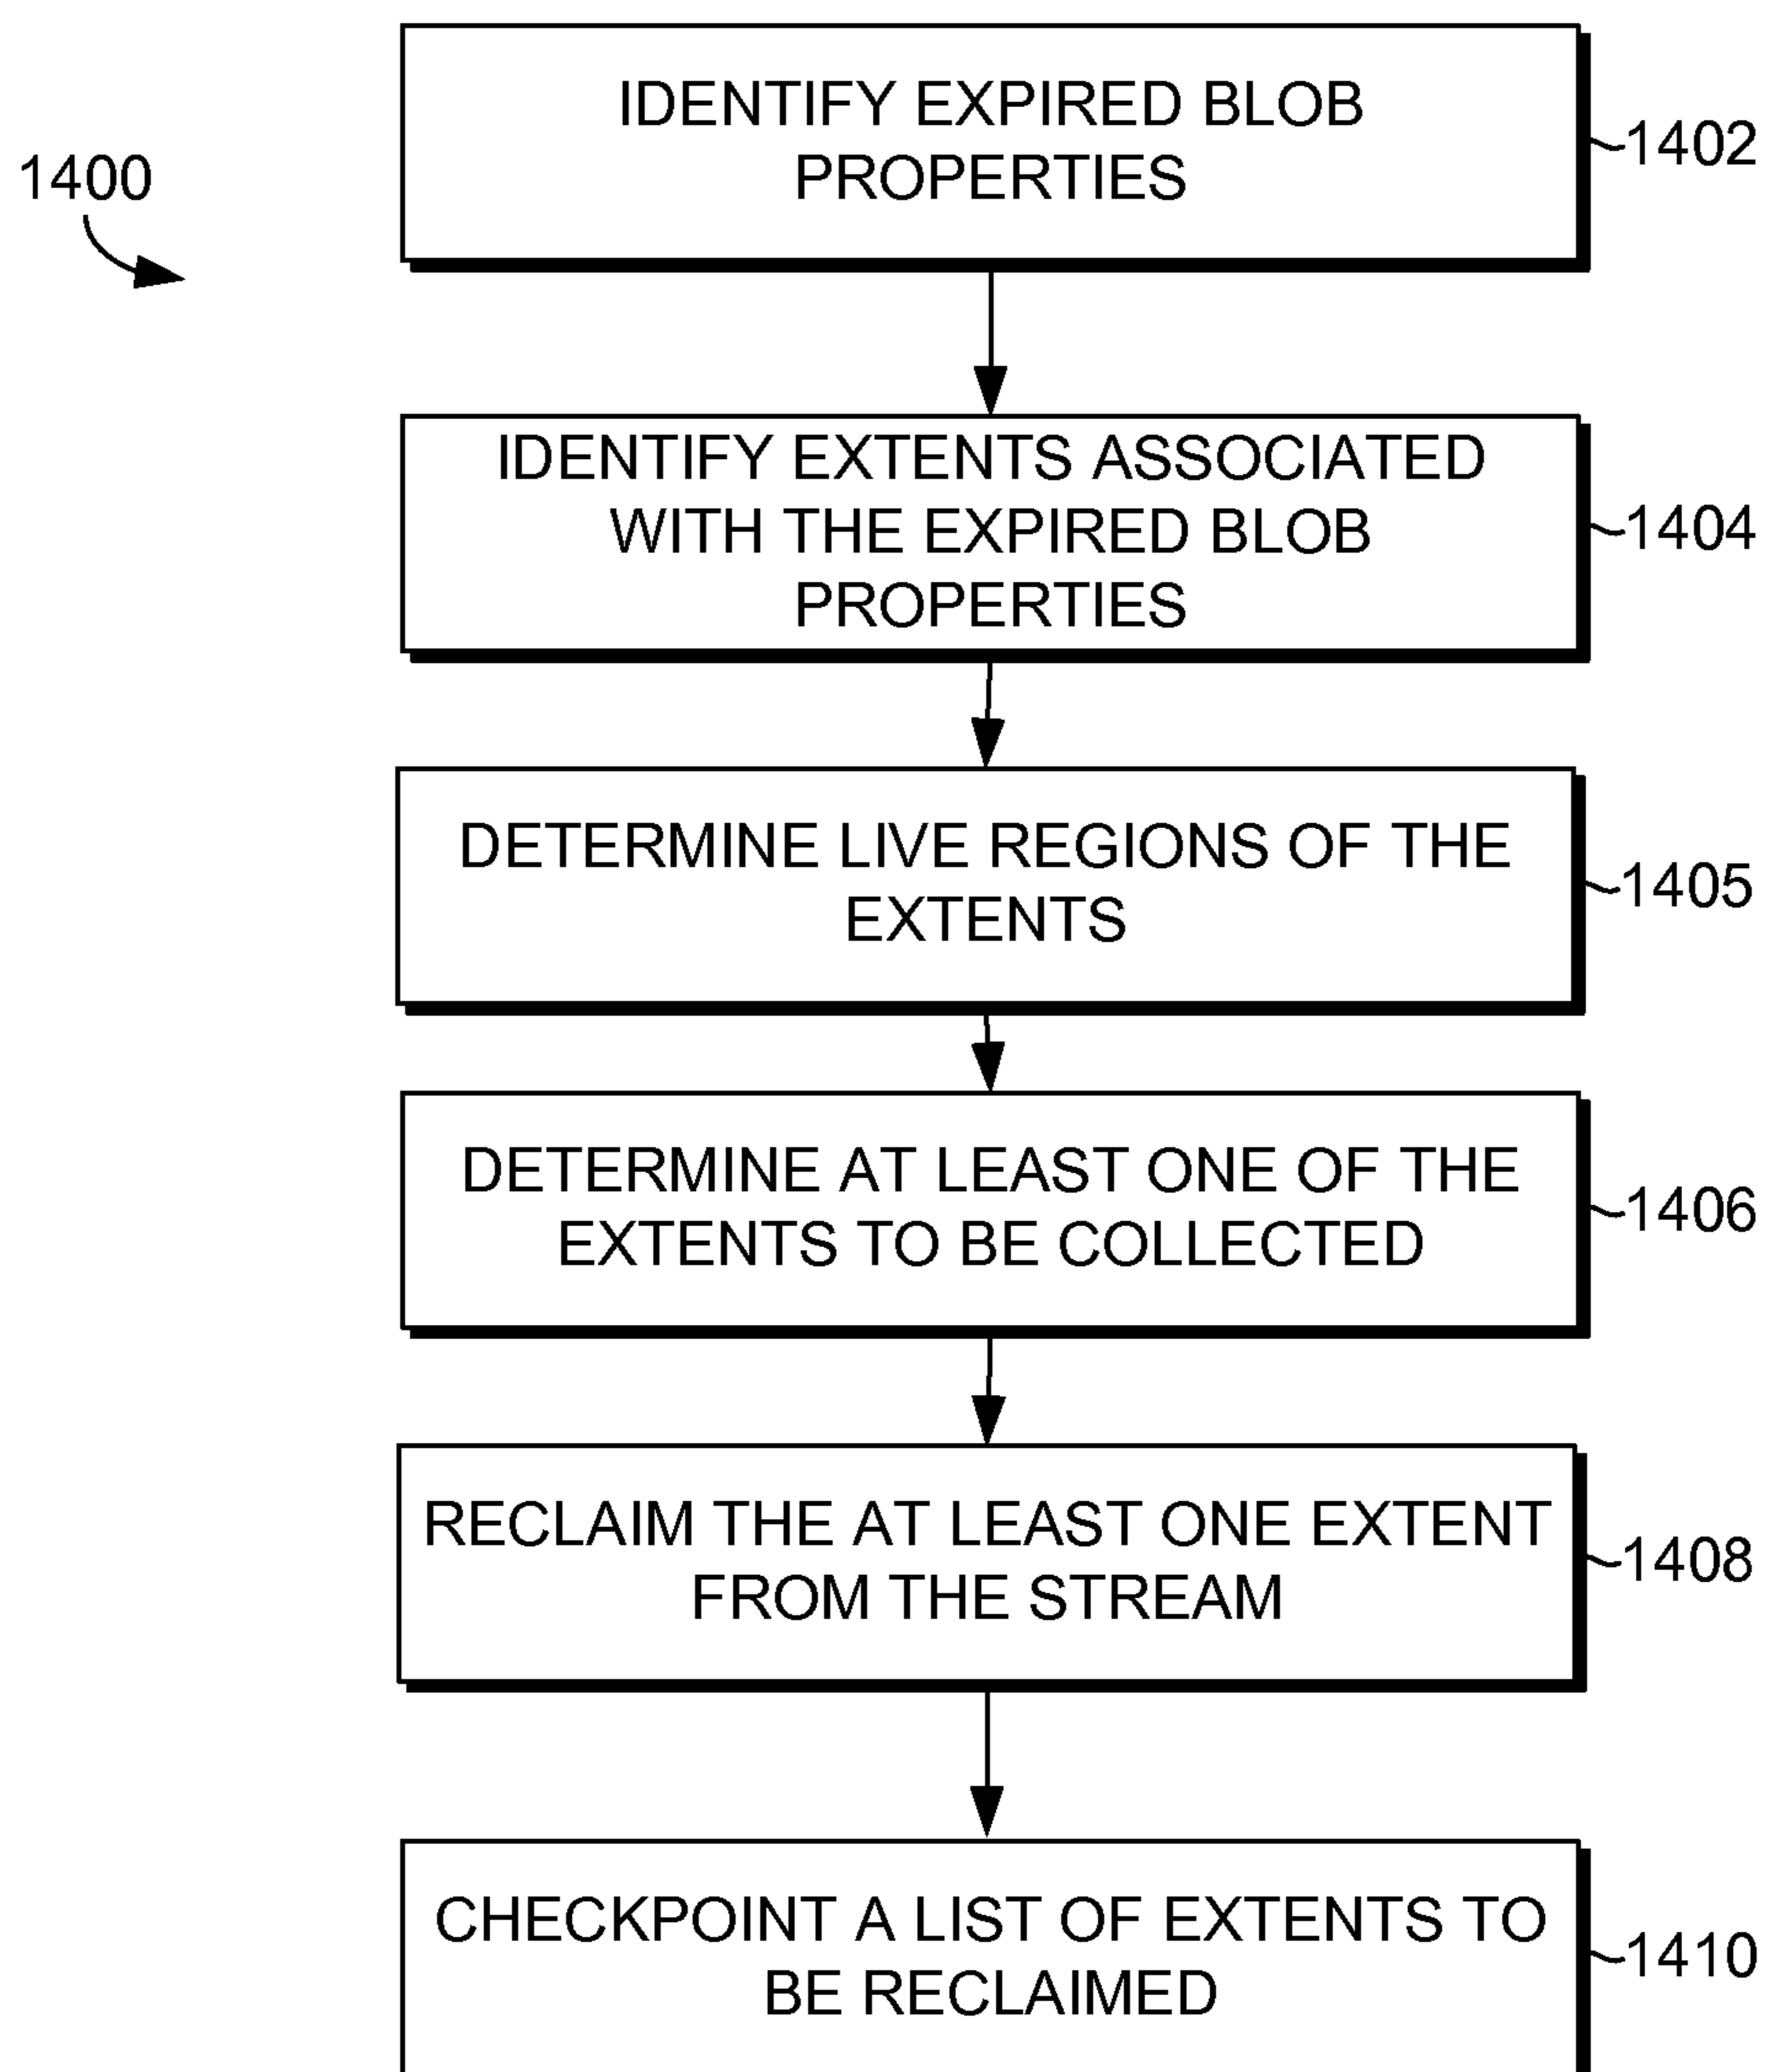 1400
IDENTIFY EXPIRED BLOB
PROPERTIES
1402
IDENTIFY EXTENTS ASSOCIATED
WITH THE EXPIRED BLOB
PROPERTIES
1404
DETERMINE LIVE REGIONS OF THE
EXTENTS
1405
DETERMINE AT LEAST ONE OF THE
EXTENTS TO BE COLLECTED
1406
RECLAIM THE AT LEAST ONE EXTENT
FROM THE STREAM
1408
CHECKPOINT A LIST OF EXTENTS TO
BE RECLAIMED
1410